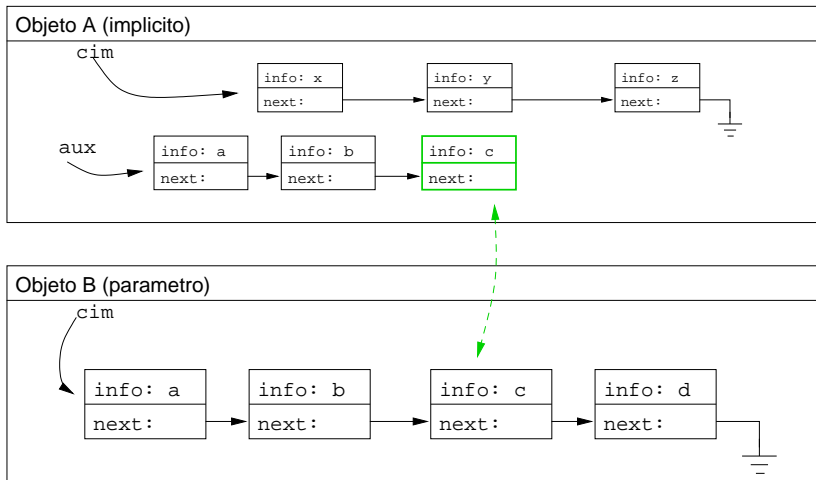 Objeto A (implicito)
cim
info: x info: y info: z
next: next: next:
aux
info: a info: b info: c
next: next: next:
Objeto B (parametro)
cim
info: a info: b info: c info: d
next: next: next: next: